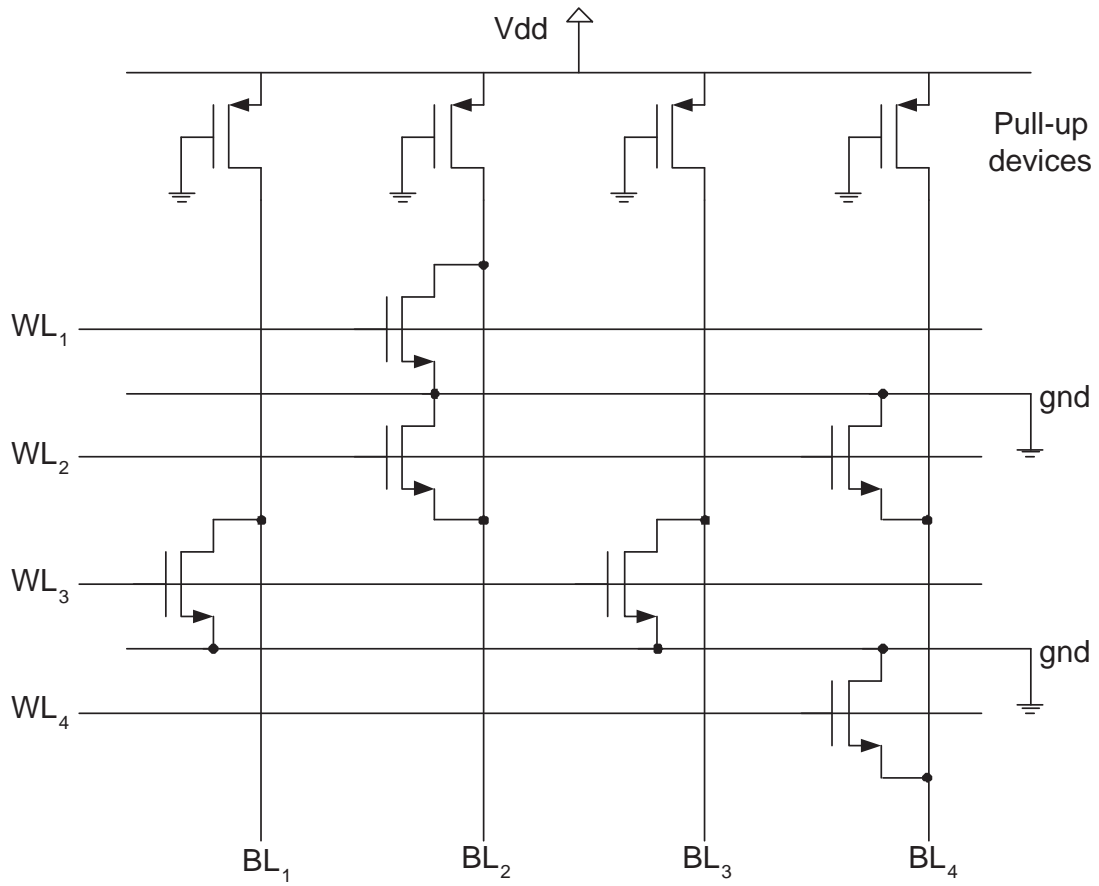 Vdd
Pull-up
devices
WL₁
gnd
WL₂
WL₃
gnd
WL₄
BL₁ BL₂ BL₃ BL₄